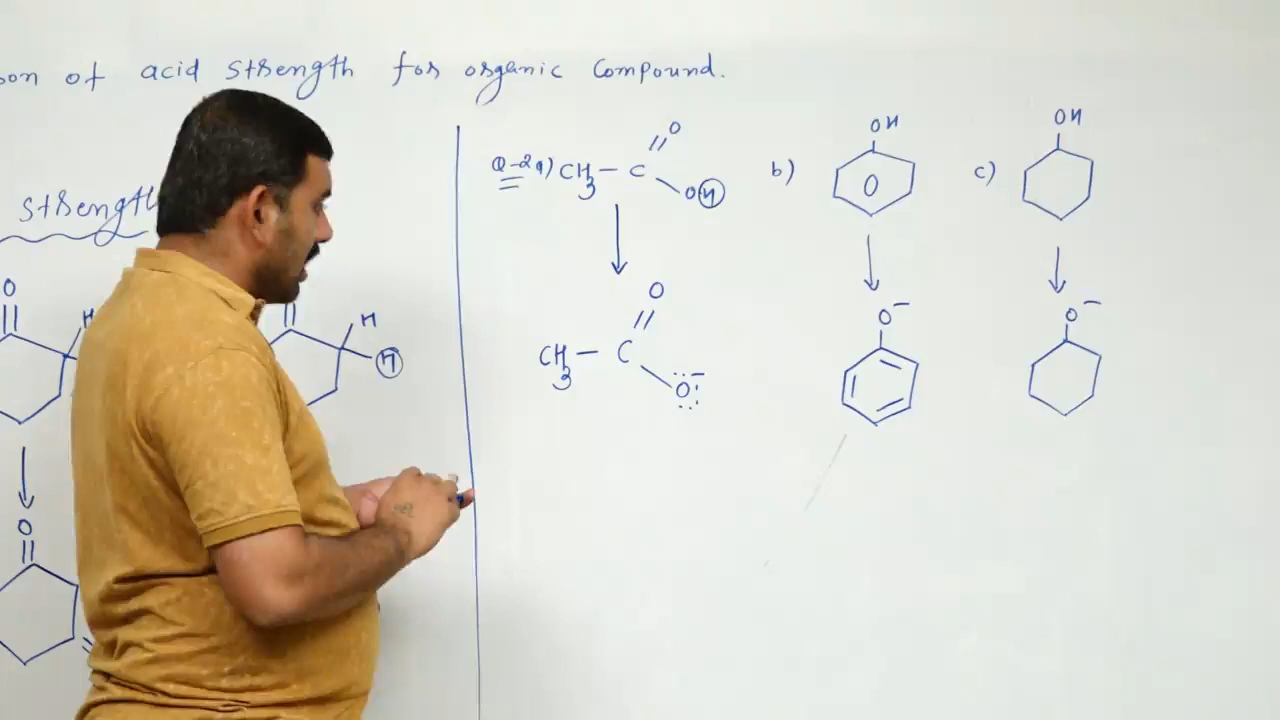 on of acid strength for organic compound.
strength
Q-2 a) CH3 - C O OH
b) OH
c) OH
O H
H H
CH3 - C O O-
O-
O-
O